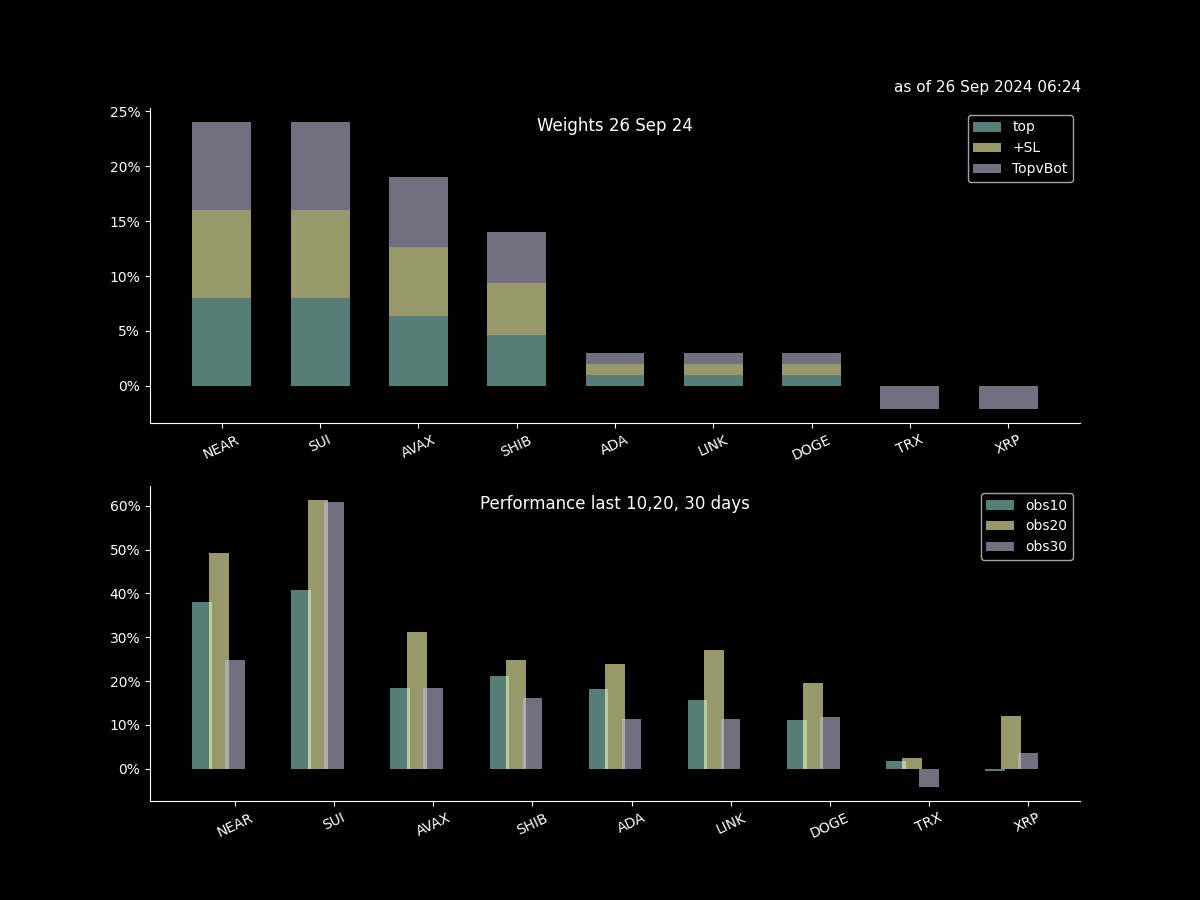 as of 26 Sep 2024 06:24
Weights 26 Sep 24
25%
20%
15%
10%
5%
0%
top
+SL
TopvBot
NEAR SUI AVAX SHIB ADA LINK DOGE TRX XRP
Performance last 10,20, 30 days
60%
50%
40%
30%
20%
10%
0%
obs10
obs20
obs30
NEAR SUI AVAX SHIB ADA LINK DOGE TRX XRP